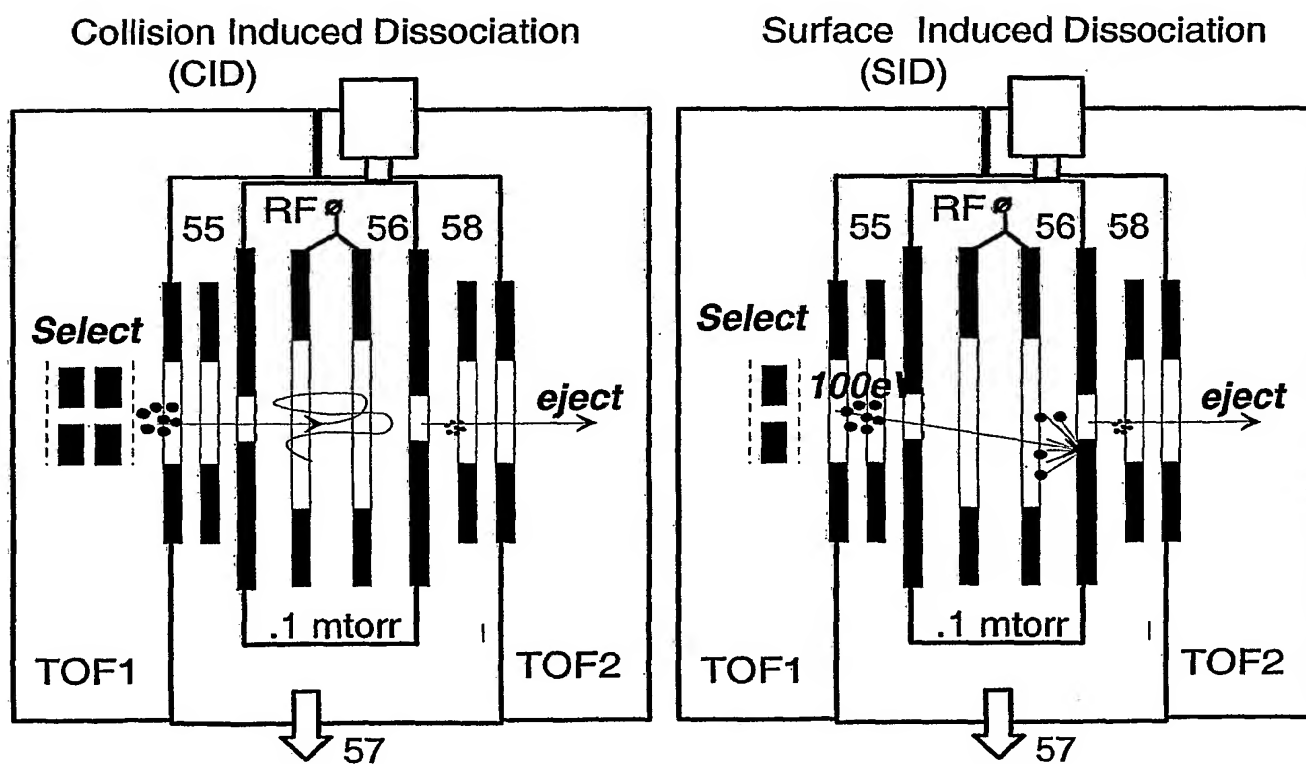 Collision Induced Dissociation
(CID)
RF
55
56
58
Select
eject
.1 mtorr
TOF1
TOF2
57
Surface Induced Dissociation
(SID)
RF
55
56
58
Select
100eV
eject
.1 mtorr
TOF1
TOF2
57